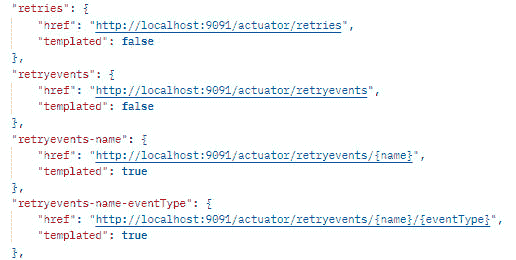 "retries": {
"href": "http://localhost:9091/actuator/retries",
"templated": false
},
"retryevents": {
"href": "http://localhost:9091/actuator/retryevents",
"templated": false
},
"retryevents-name": {
"href": "http://localhost:9091/actuator/retryevents/{name}",
"templated": true
},
"retryevents-name-eventType": {
"href": "http://localhost:9091/actuator/retryevents/{name}/{eventType}",
"templated": true
},